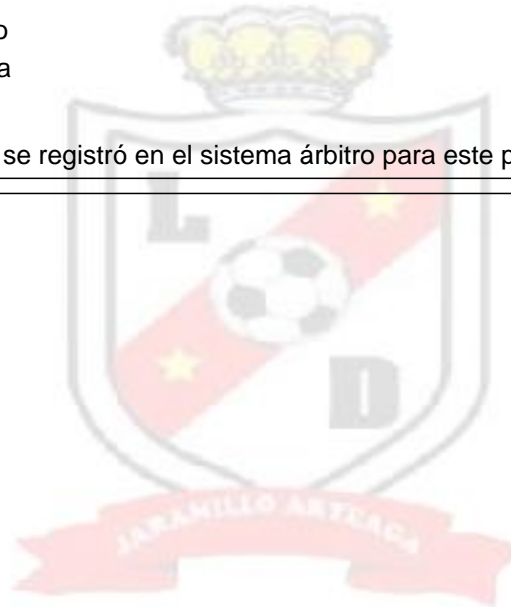 o
a
se registró en el sistema árbitro para este p
L
D
JARAMILLO ARTEAGA